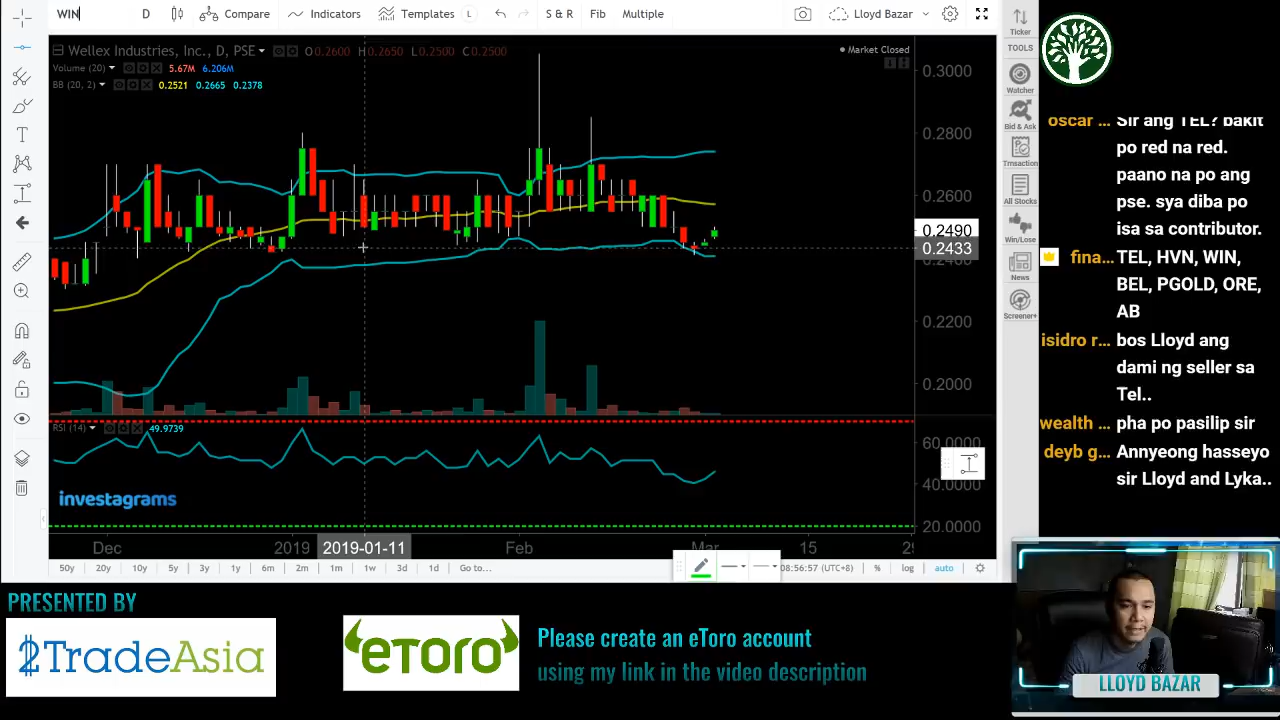 WIN
D
Compare
Indicators
Templates
L
S & R
Fib
Multiple
Lloyd Bazar
Wellex Industries, Inc., D, PSE
O0.2600 H0.2650 L0.2500 C0.2500
Market Closed
Volume (20)
5.67M 6.206M
BB (20, 2)
0.2521 0.2665 0.2378
0.3000
0.2800
0.2600
0.2490
0.2433
0.2400
0.2200
0.2000
RSI (14)
49.9739
60.0000
40.0000
20.0000
investagrams
Dec
2019
2019-01-11
Feb
Mar
15
25
50y
20y
10y
5y
3y
1y
6m
2m
1m
1w
3d
1d
Go to...
08:56:57 (UTC+8)
%
log
auto
Ticker
TOOLS
Watcher
Bid & Ask
Trnsaction
All Stocks
Win/Lose
News
Screener+
oscar ... Sir ang TEL? bakit
po red na red.
paano na po ang
pse. sya diba po
isa sa contributor.
fina... TEL, HVN, WIN,
BEL, PGOLD, ORE,
AB
isidro r... bos Lloyd ang
dami ng seller sa
Tel..
wealth ... pha po pasilip sir
deyb g... Annyeong hasseyo
sir Lloyd and Lyka..
PRESENTED BY
2TradeAsia
eToro
Please create an eToro account
using my link in the video description
LLOYD BAZAR